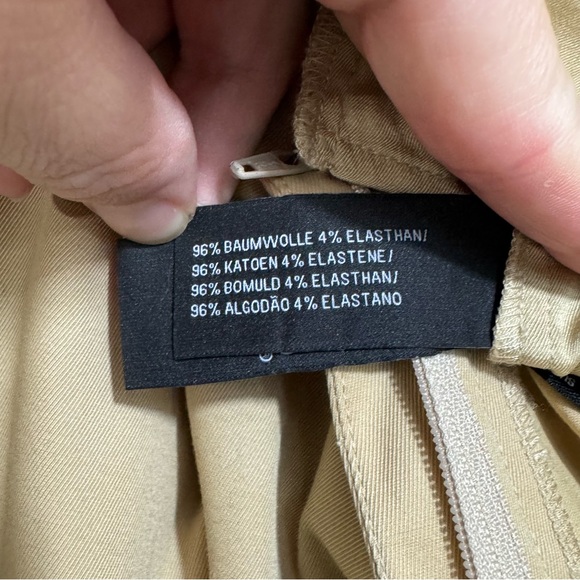 96% BAUMWOLLE 4% ELASTHAN/
96% KATOEN 4% ELASTENE/
96% BOMULD 4% ELASTHAN/
96% ALGODÃO 4% ELASTANO